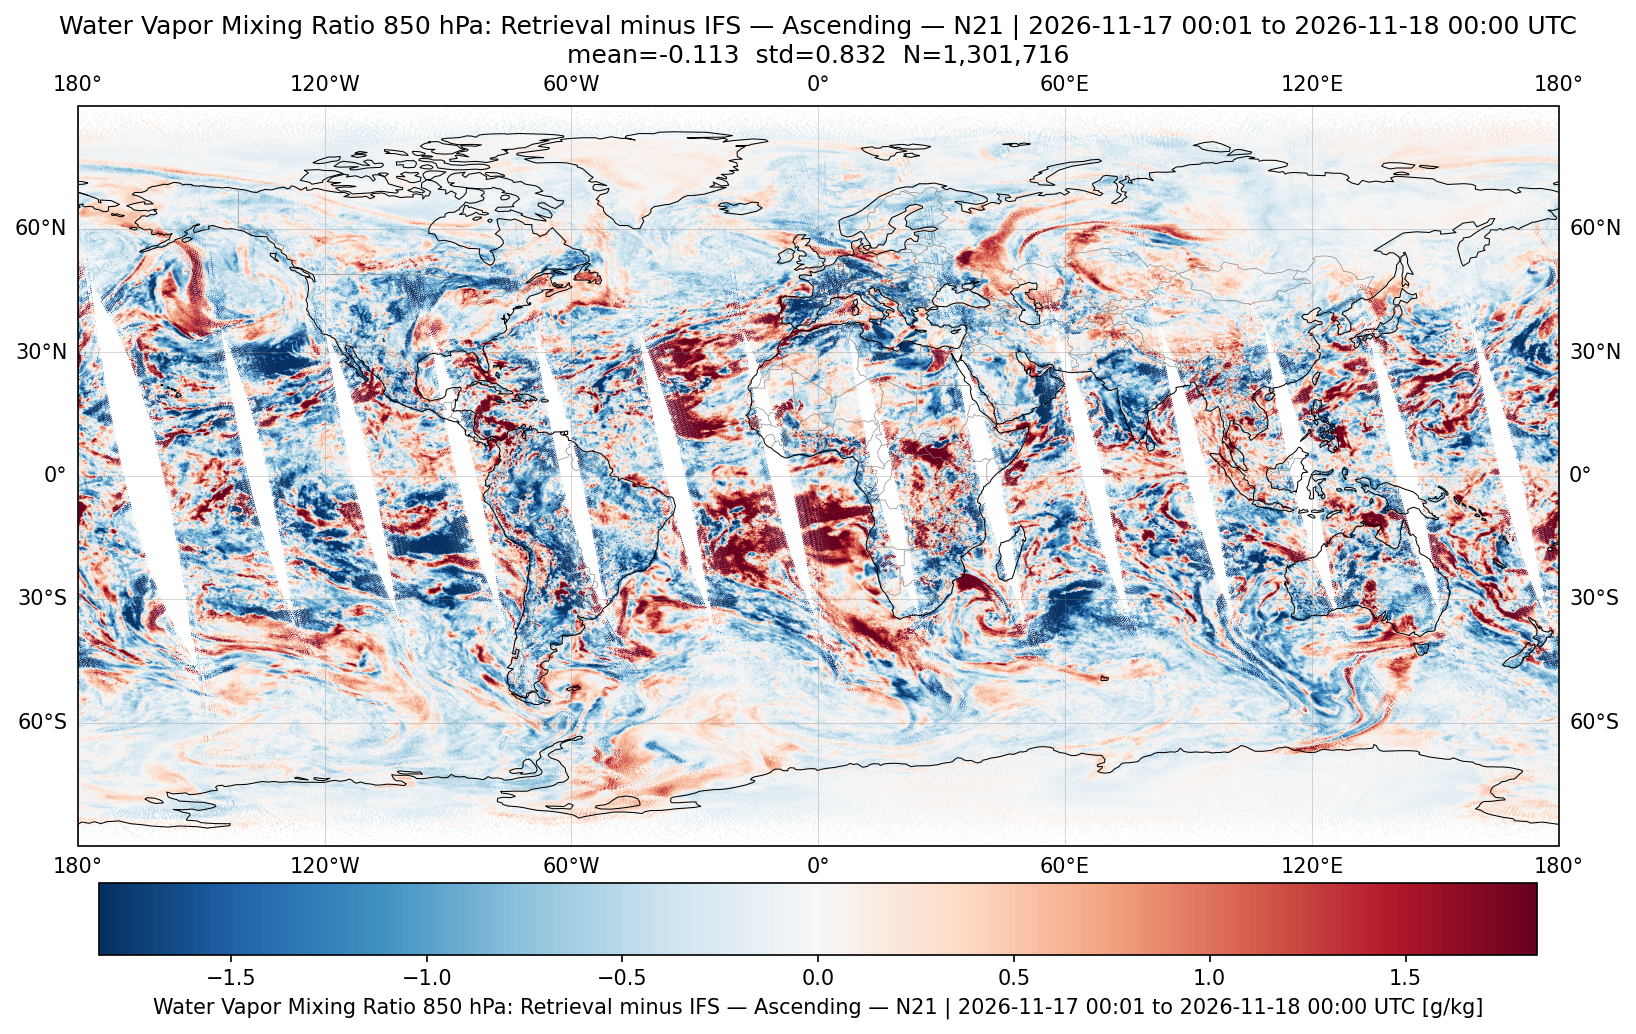 Water Vapor Mixing Ratio 850 hPa: Retrieval minus IFS — Ascending — N21 | 2026-11-17 00:01 to 2026-11-18 00:00 UTC
mean=-0.113  std=0.832  N=1,301,716
180° 120°W 60°W 0° 60°E 120°E 180°
60°N 60°N
30°N 30°N
0° 0°
30°S 30°S
60°S 60°S
180° 120°W 60°W 0° 60°E 120°E 180°
−1.5 −1.0 −0.5 0.0 0.5 1.0 1.5
Water Vapor Mixing Ratio 850 hPa: Retrieval minus IFS — Ascending — N21 | 2026-11-17 00:01 to 2026-11-18 00:00 UTC [g/kg]